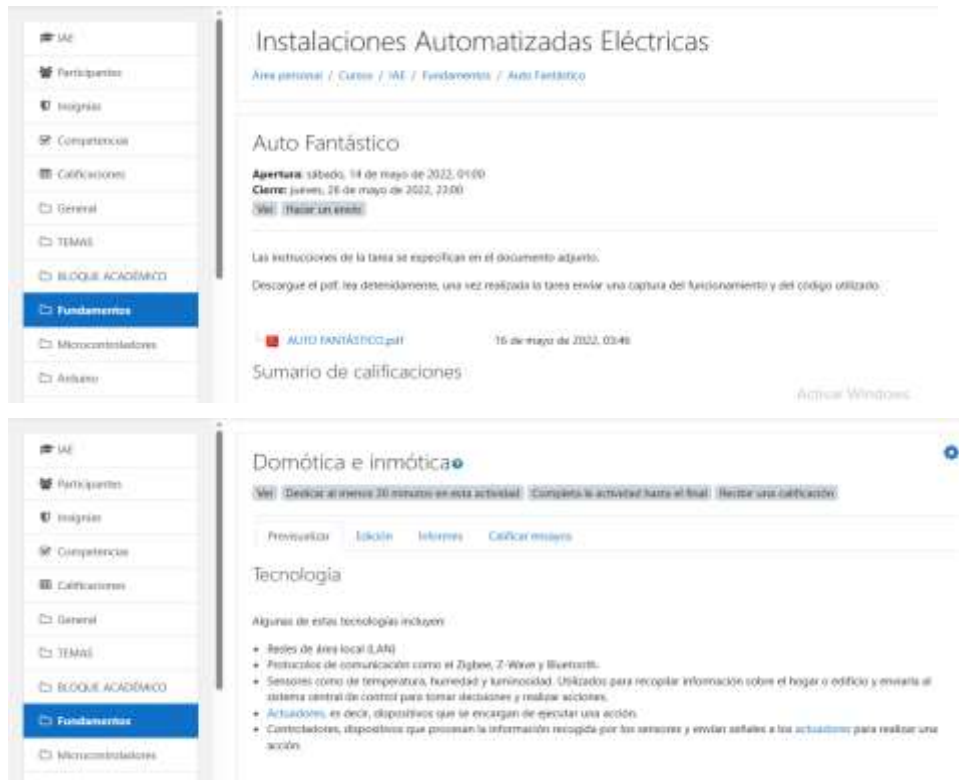 IAE
Participantes
Insignias
Competencias
Calificaciones
General
TEMAS
BLOQUE ACADÉMICO
Fundamentos
Microcontroladores
Arduino
Instalaciones Automatizadas Eléctricas
Área personal / Cursos / IAE / Fundamentos / Auto Fantástico
Auto Fantástico
Apertura: sábado, 14 de mayo de 2022, 01:00
Cierre: jueves, 26 de mayo de 2022, 23:00
Ver Hacer un envío
Las instrucciones de la tarea se especifican en el documento adjunto.
Descargue el pdf. lea detenidamente, una vez realizada la tarea enviar una captura del funcionamiento y del código utilizado.
AUTO FANTÁSTICO.pdf 16 de mayo de 2022, 03:46
Sumario de calificaciones
Activar Windows
IAE
Participantes
Insignias
Competencias
Calificaciones
General
TEMAS
BLOQUE ACADÉMICO
Fundamentos
Microcontroladores
Domótica e inmótica
Ver Dedicar al menos 30 minutos en esta actividad Completa la actividad hasta el final Recibir una calificación
Previsualizar Edición Informes Calificar ensayos
Tecnología
Algunas de estas tecnologías incluyen:
• Redes de área local (LAN)
• Protocolos de comunicación como el Zigbee, Z-Wave y Bluetooth.
• Sensores como de temperatura, humedad y luminosidad. Utilizados para recopilar información sobre el hogar o edificio y enviarla al
sistema central de control para tomar decisiones y realizar acciones.
• Actuadores, es decir, dispositivos que se encargan de ejecutar una acción.
• Controladores, dispositivos que procesan la información recogida por los sensores y envían señales a los actuadores para realizar una
acción.